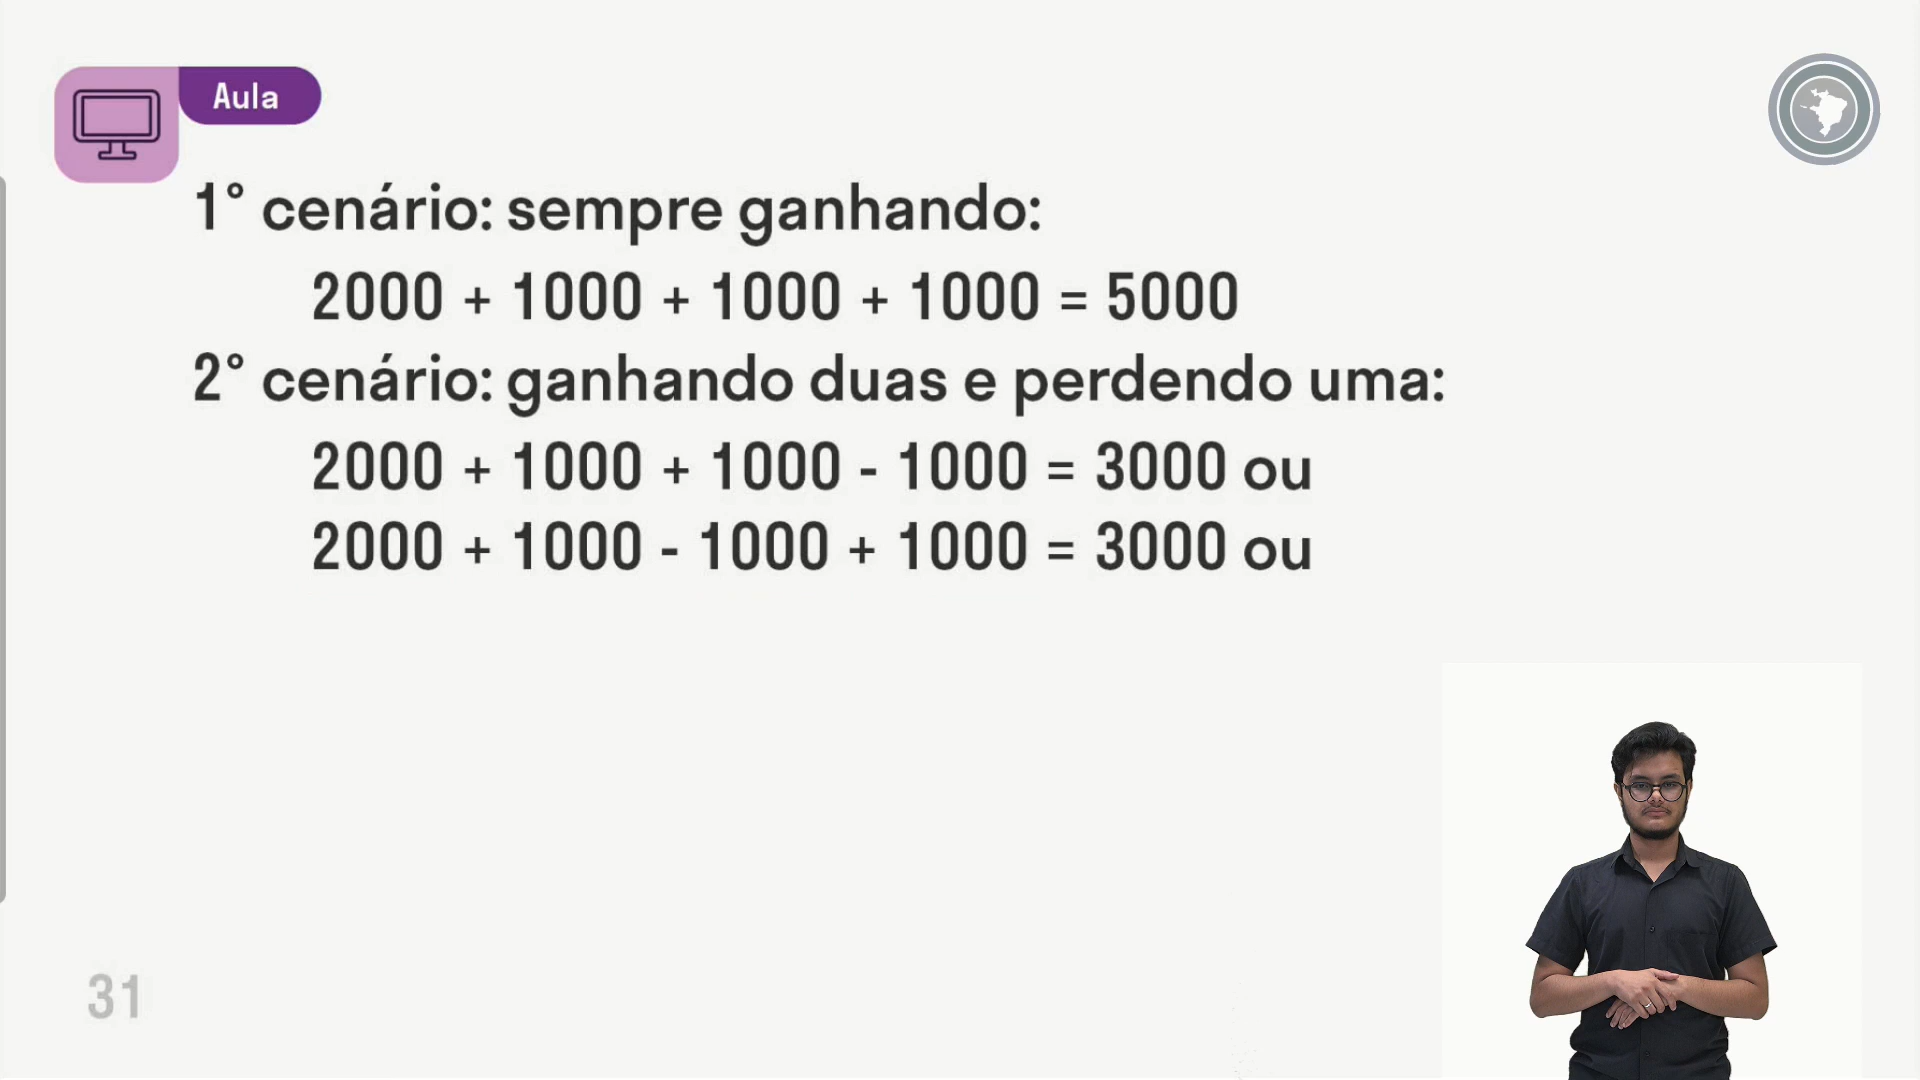 Aula
1° cenário: sempre ganhando:
2000 + 1000 + 1000 + 1000 = 5000
2° cenário: ganhando duas e perdendo uma:
2000 + 1000 + 1000 - 1000 = 3000 ou
2000 + 1000 - 1000 + 1000 = 3000 ou
31